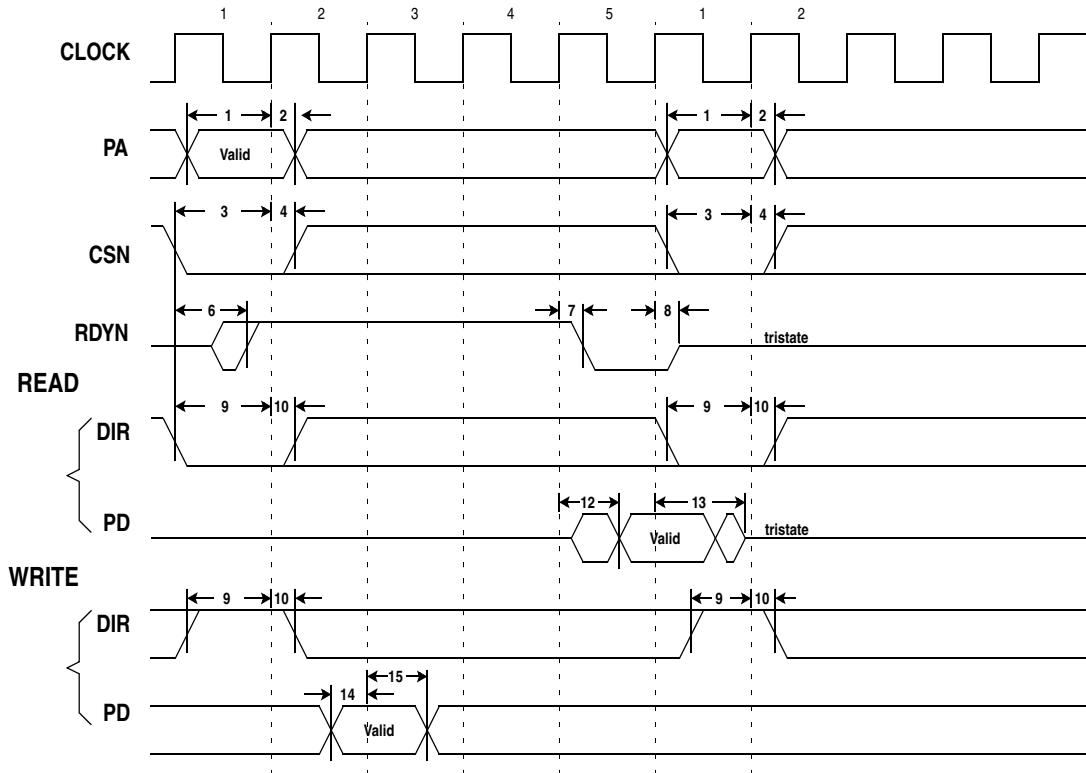 1 2 3 4 5 1 2
CLOCK
1 2 1 2
PA Valid
3 4 3 4
CSN
6 7 8
RDYN tristate
READ
9 10 9 10
DIR
12 13
PD Valid tristate
WRITE
9 10 9 10
DIR
15
14
PD Valid